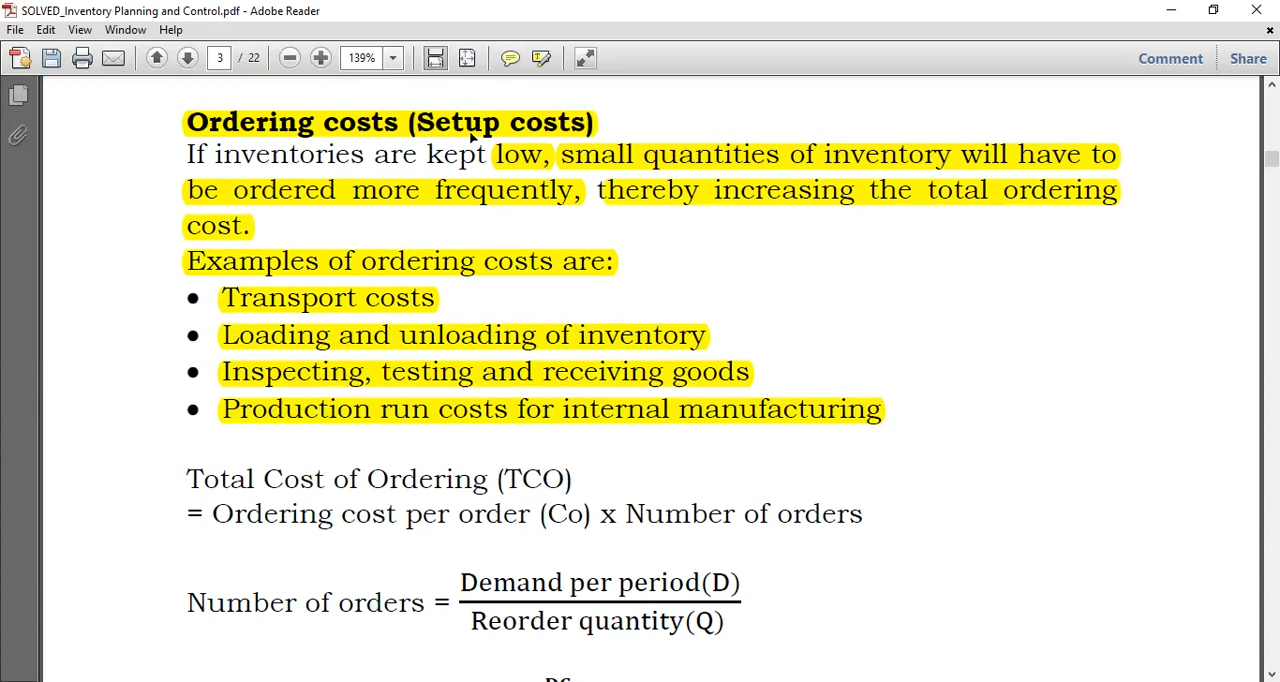 SOLVED_Inventory Planning and Control.pdf - Adobe Reader
File Edit View Window Help
3 / 22 139% Comment Share
Ordering costs (Setup costs)
If inventories are kept low, small quantities of inventory will have to
be ordered more frequently, thereby increasing the total ordering
cost.
Examples of ordering costs are:
• Transport costs
• Loading and unloading of inventory
• Inspecting, testing and receiving goods
• Production run costs for internal manufacturing
Total Cost of Ordering (TCO)
= Ordering cost per order (Co) x Number of orders
Number of orders = Demand per period(D)
Reorder quantity(Q)